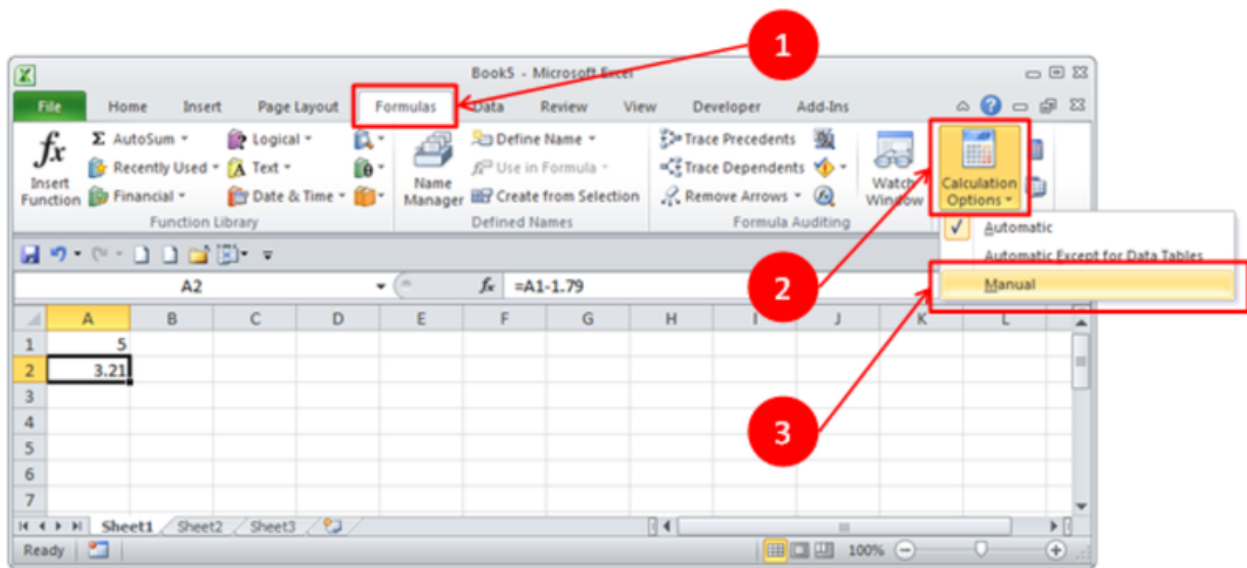 1
Book5 - Microsoft Excel
File Home Insert Page Layout Formulas Data Review View Developer Add-Ins
fx Σ AutoSum Logical Define Name Trace Precedents
Recently Used Text Use in Formula Trace Dependents
Insert Function Financial Date & Time Name Manager Create from Selection Remove Arrows Watch Window Calculation Options
Function Library Defined Names Formula Auditing
Automatic
Automatic Except for Data Tables
A2 fx =A1-1.79
2
Manual
A B C D E F G H I J K L
1 5
2 3.21
3
4
3
5
6
7
Sheet1 Sheet2 Sheet3
Ready 100%